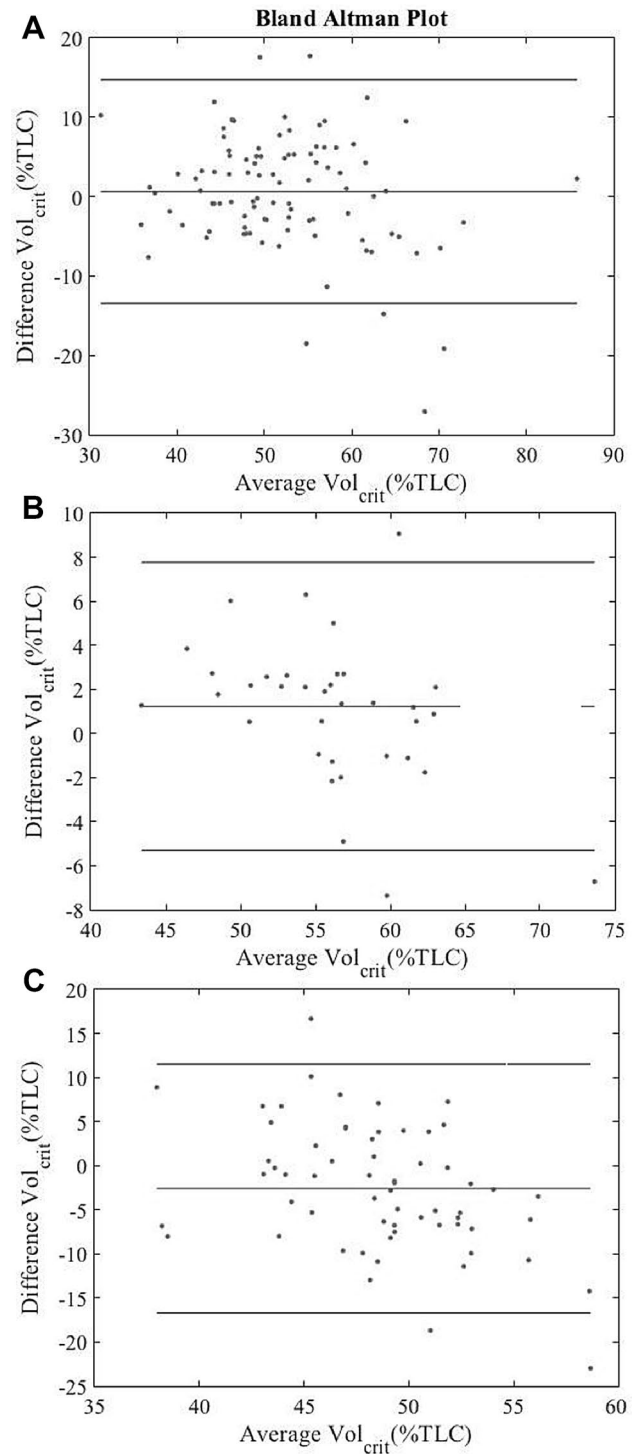 A
Bland Altman Plot
Difference Vol_crit(%TLC)
20
10
0
-10
-20
-30
30 40 50 60 70 80 90
Average Vol_crit(%TLC)
B
Difference Vol_crit(%TLC)
10
8
6
4
2
0
-2
-4
-6
-8
40 45 50 55 60 65 70 75
Average Vol_crit(%TLC)
C
Difference Vol_crit(%TLC)
20
15
10
5
0
-5
-10
-15
-20
-25
35 40 45 50 55 60
Average Vol_crit(%TLC)